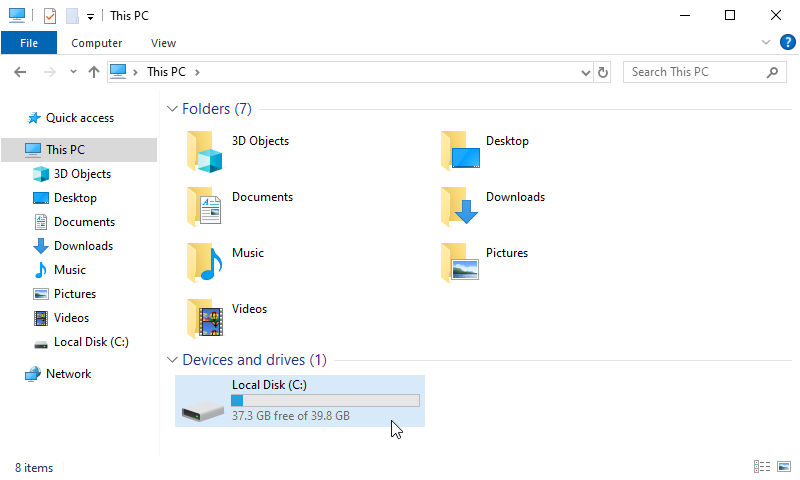 This PC
File Computer View
This PC
Search This PC
Quick access
This PC
3D Objects
Desktop
Documents
Downloads
Music
Pictures
Videos
Local Disk (C:)
Network
Folders (7)
3D Objects
Desktop
Documents
Downloads
Music
Pictures
Videos
Devices and drives (1)
Local Disk (C:)
37.3 GB free of 39.8 GB
8 items